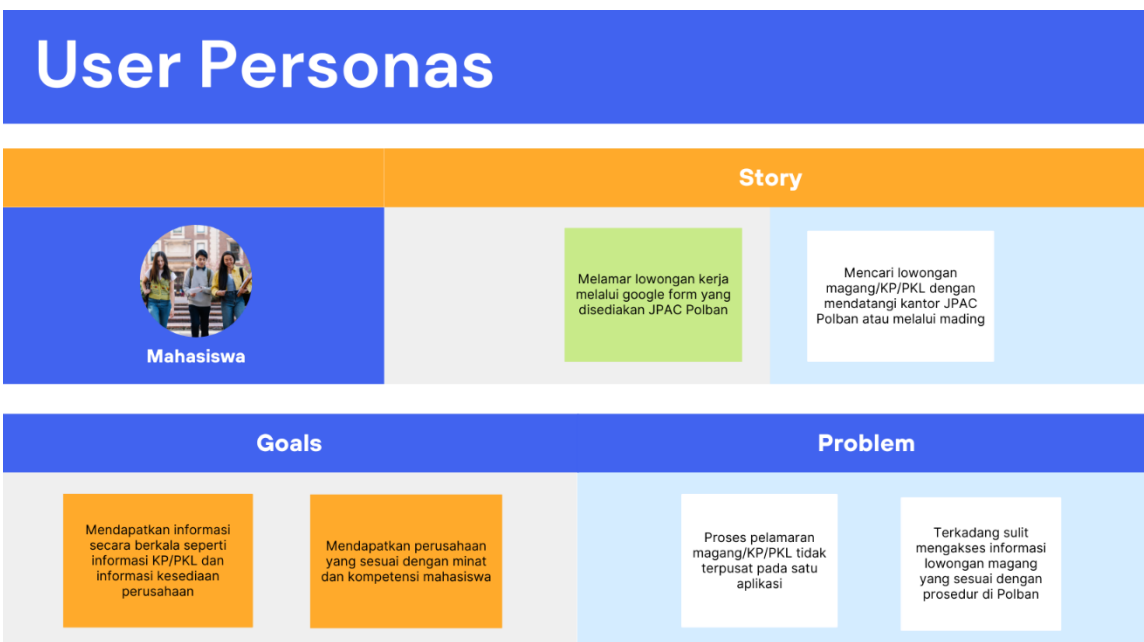 User Personas
Story
Mahasiswa
Melamar lowongan kerja
melalui google form yang
disediakan JPAC Polban
Mencari lowongan
magang/KP/PKL dengan
mendatangi kantor JPAC
Polban atau melalui mading
Goals
Mendapatkan informasi
secara berkala seperti
informasi KP/PKL dan
informasi kesediaan
perusahaan
Mendapatkan perusahaan
yang sesuai dengan minat
dan kompetensi mahasiswa
Problem
Proses pelamaran
magang/KP/PKL tidak
terpusat pada satu
aplikasi
Terkadang sulit
mengakses informasi
lowongan magang
yang sesuai dengan
prosedur di Polban